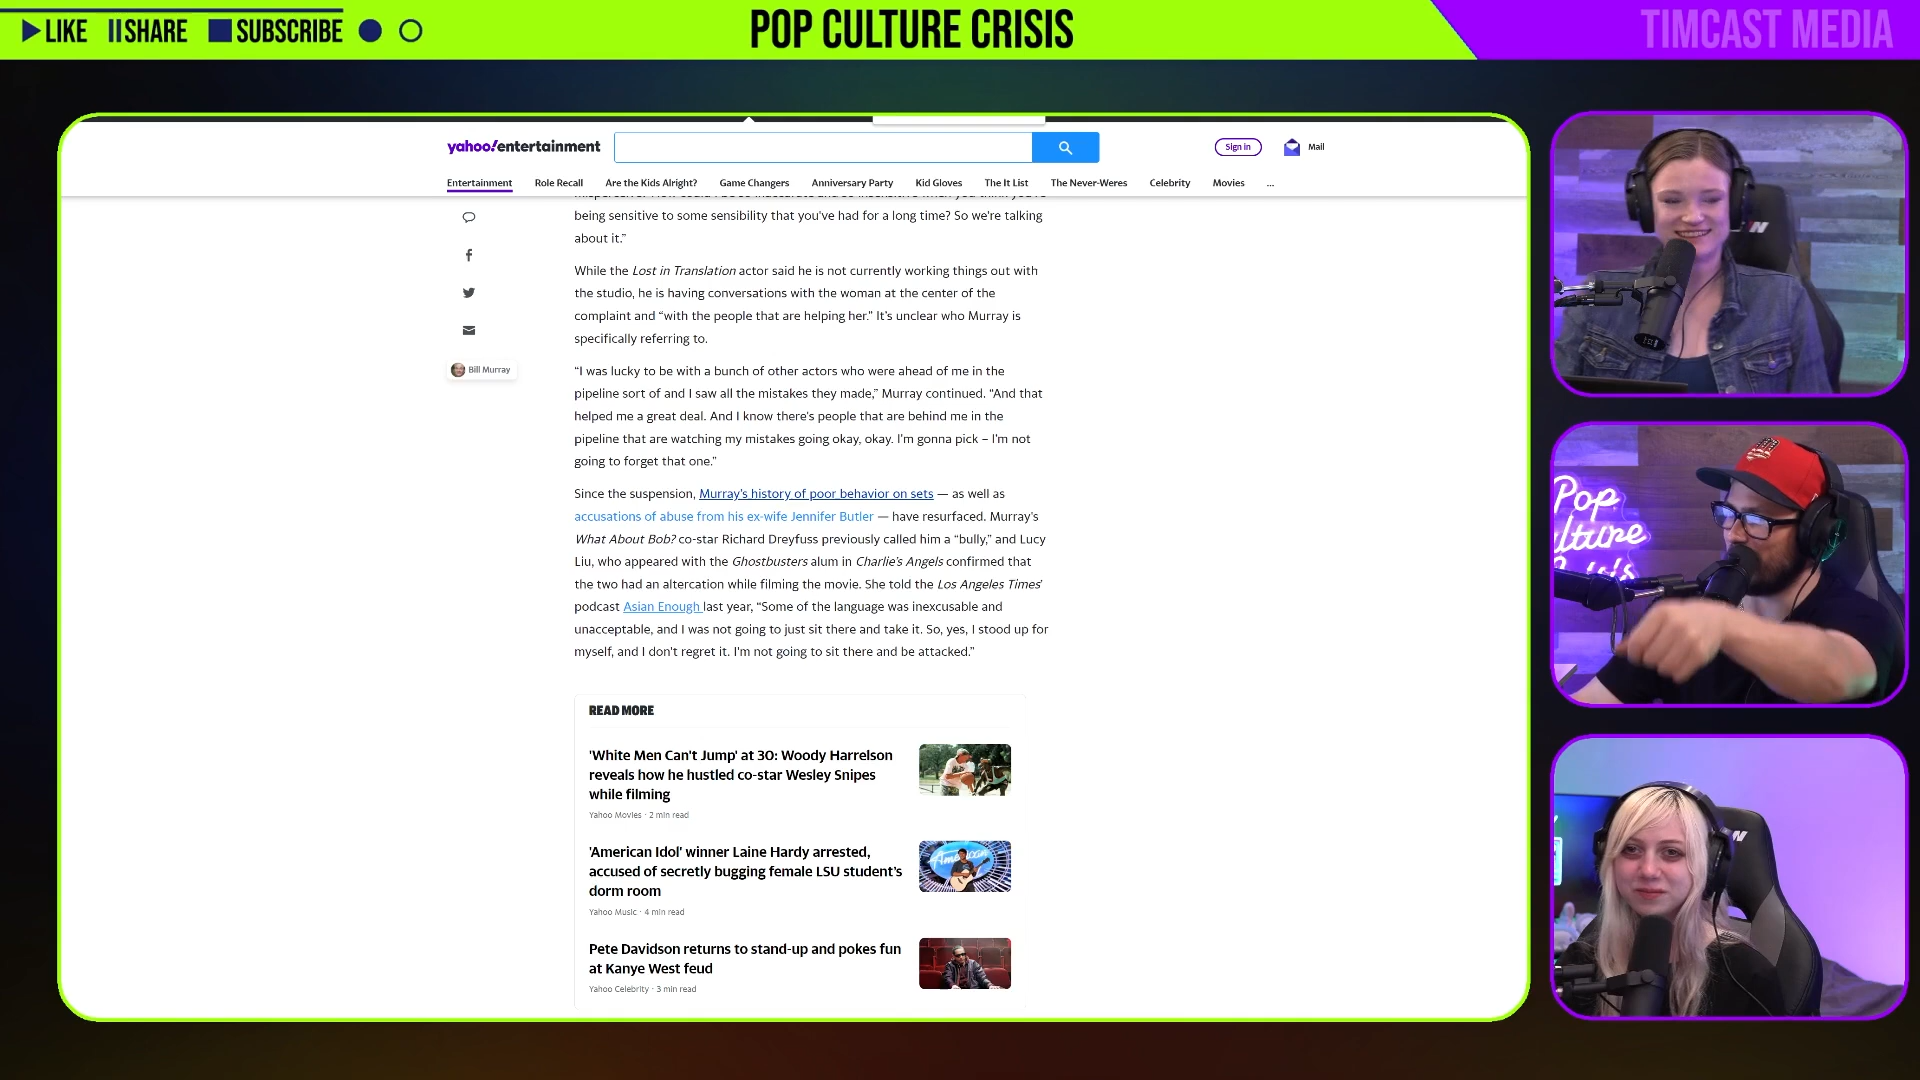 LIKE SHARE SUBSCRIBE
POP CULTURE CRISIS
TIMCAST MEDIA
yahoo!entertainment
Sign in
Mail
Entertainment Role Recall Are the Kids Alright? Game Changers Anniversary Party Kid Gloves The It List The Never-Weres Celebrity Movies ...
being sensitive to some sensibility that you've had for a long time? So we're talking
about it.”
While the Lost in Translation actor said he is not currently working things out with
the studio, he is having conversations with the woman at the center of the
complaint and “with the people that are helping her.” It's unclear who Murray is
specifically referring to.
Bill Murray
“I was lucky to be with a bunch of other actors who were ahead of me in the
pipeline sort of and I saw all the mistakes they made,” Murray continued. “And that
helped me a great deal. And I know there's people that are behind me in the
pipeline that are watching my mistakes going okay, okay. I'm gonna pick – I'm not
going to forget that one.”
Since the suspension, Murray's history of poor behavior on sets — as well as
accusations of abuse from his ex-wife Jennifer Butler — have resurfaced. Murray's
What About Bob? co-star Richard Dreyfuss previously called him a “bully,” and Lucy
Liu, who appeared with the Ghostbusters alum in Charlie's Angels confirmed that
the two had an altercation while filming the movie. She told the Los Angeles Times'
podcast Asian Enough last year, “Some of the language was inexcusable and
unacceptable, and I was not going to just sit there and take it. So, yes, I stood up for
myself, and I don't regret it. I'm not going to sit there and be attacked.”
READ MORE
'White Men Can't Jump' at 30: Woody Harrelson
reveals how he hustled co-star Wesley Snipes
while filming
Yahoo Movies · 2 min read
'American Idol' winner Laine Hardy arrested,
accused of secretly bugging female LSU student's
dorm room
Yahoo Music · 4 min read
Pete Davidson returns to stand-up and pokes fun
at Kanye West feud
Yahoo Celebrity · 3 min read
Pop